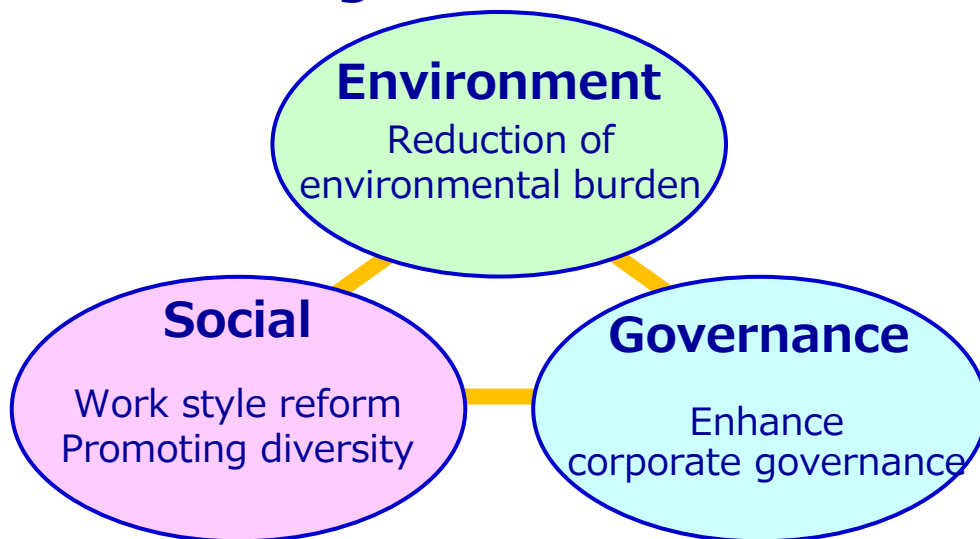 Environment
Reduction of
environmental burden
Social
Work style reform
Promoting diversity
Governance
Enhance
corporate governance